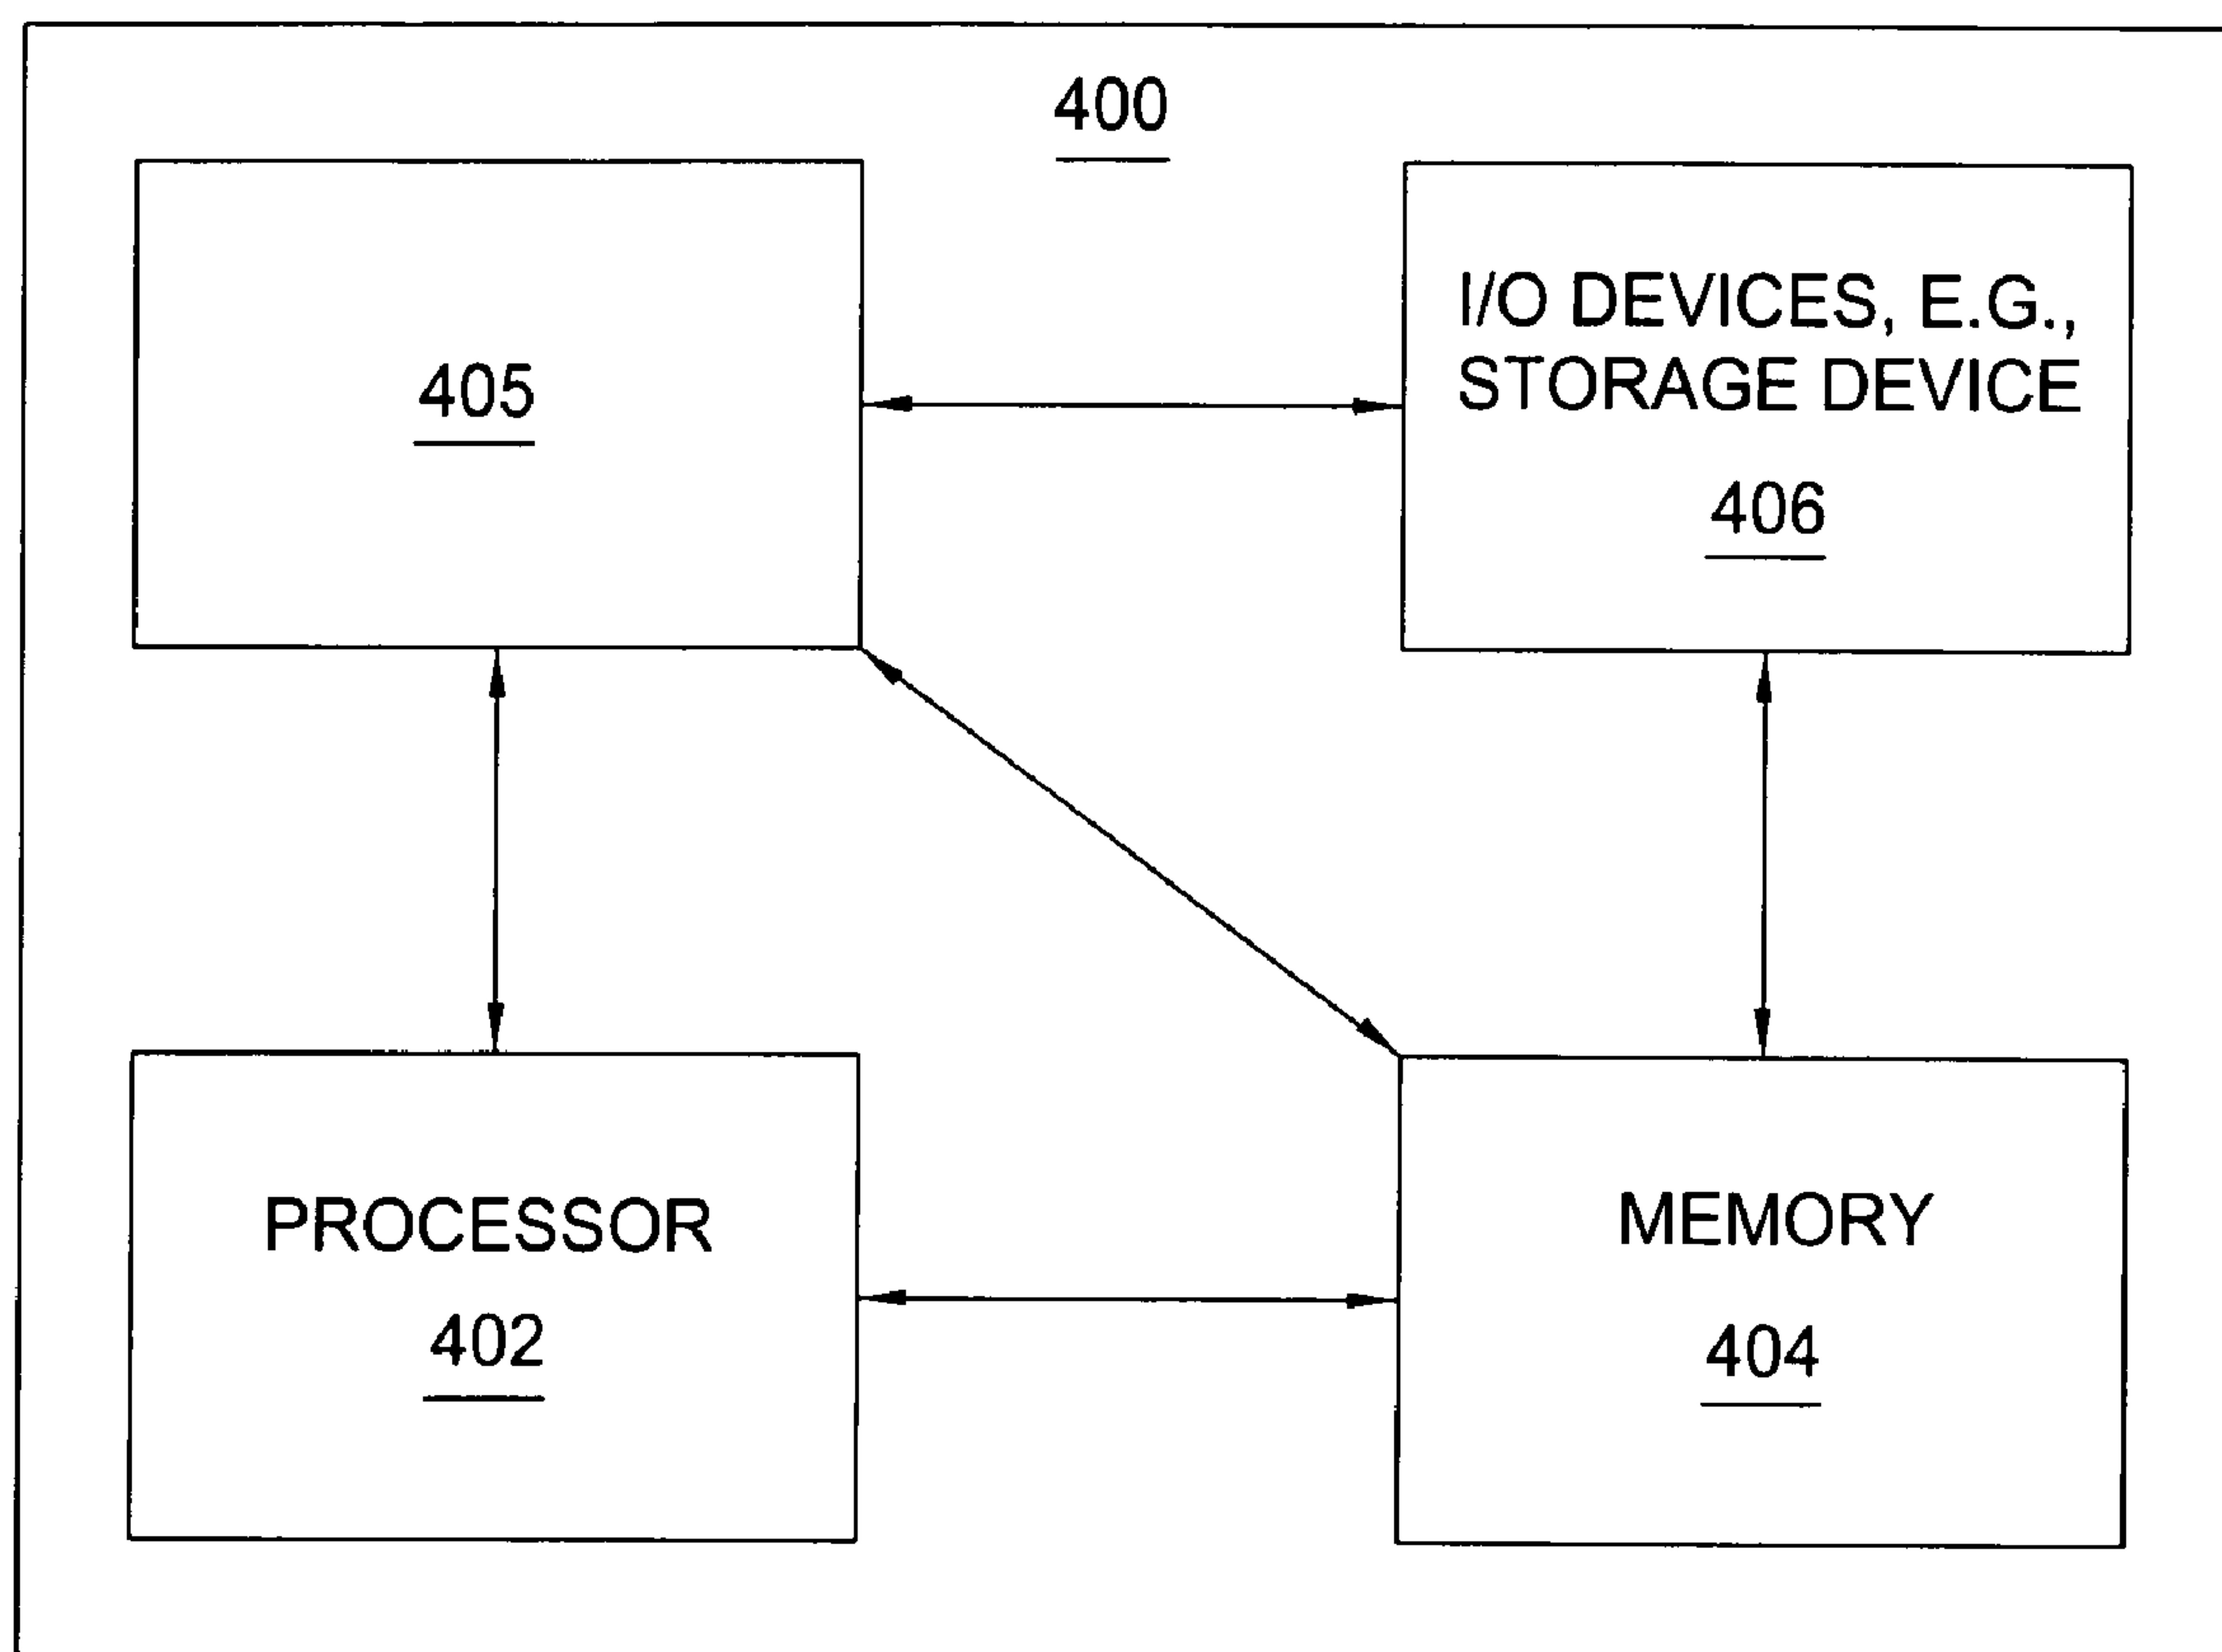 400
405
I/O DEVICES, E.G.,
STORAGE DEVICE
406
PROCESSOR
402
MEMORY
404